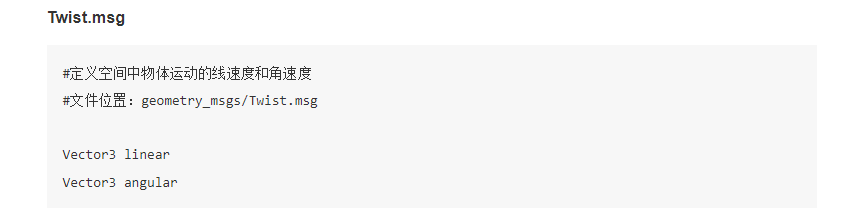 Twist.msg
#定义空间中物体运动的线速度和角速度
#文件位置：geometry_msgs/Twist.msg
Vector3 linear
Vector3 angular